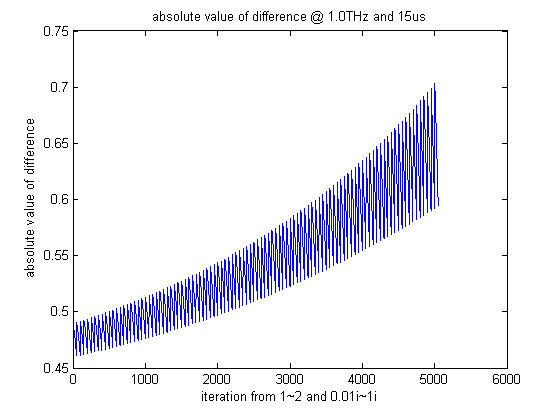 absolute value of difference @ 1.0THz and 15us
absolute value of difference
0.75
0.7
0.65
0.6
0.55
0.5
0.45
0 1000 2000 3000 4000 5000 6000
iteration from 1~2 and 0.01i~1i